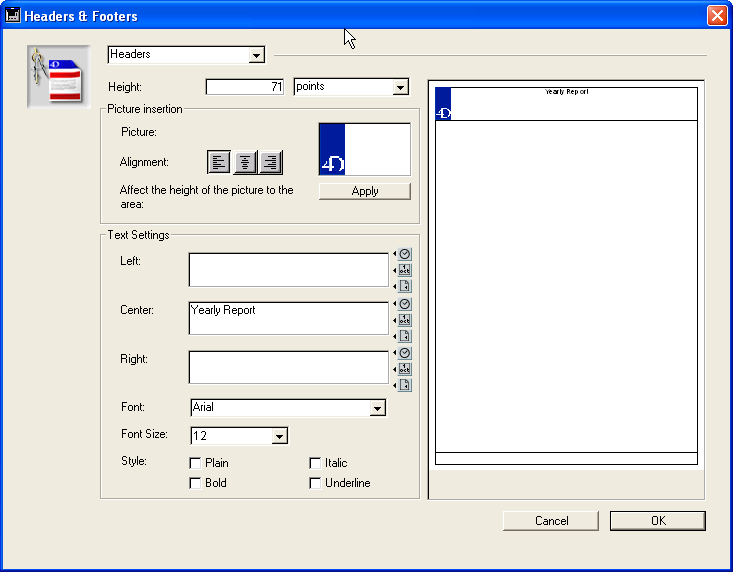 Headers & Footers
Headers
Height:
71
points
Picture insertion
Picture:
4D
Alignment:
Affect the height of the picture to the
area:
Apply
Text Settings
Left:
Center:
Yearly Report
Right:
Font:
Arial
Font Size:
12
Style:
Plain
Italic
Bold
Underline
Yearly Report
4D
Cancel
OK